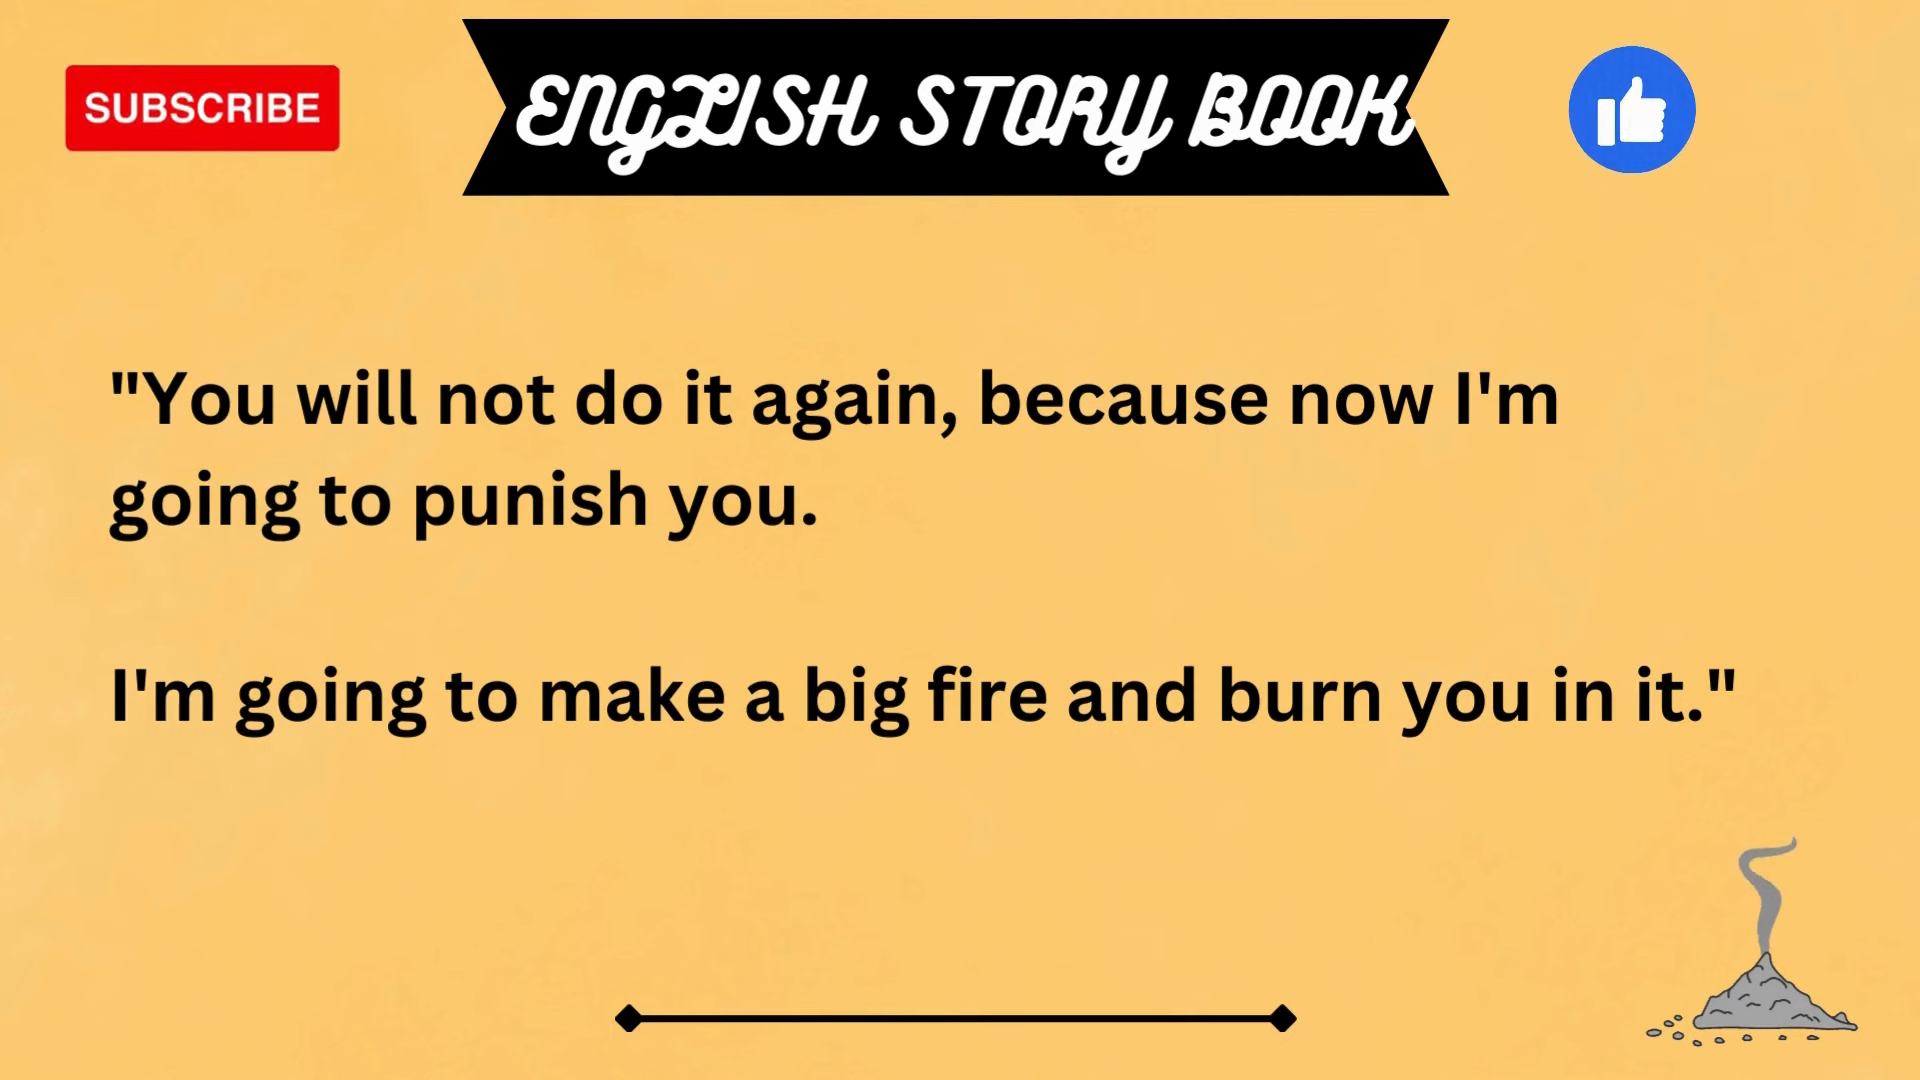 SUBSCRIBE
ENGLISH STORY BOOK
"You will not do it again, because now I'm
going to punish you.
I'm going to make a big fire and burn you in it."